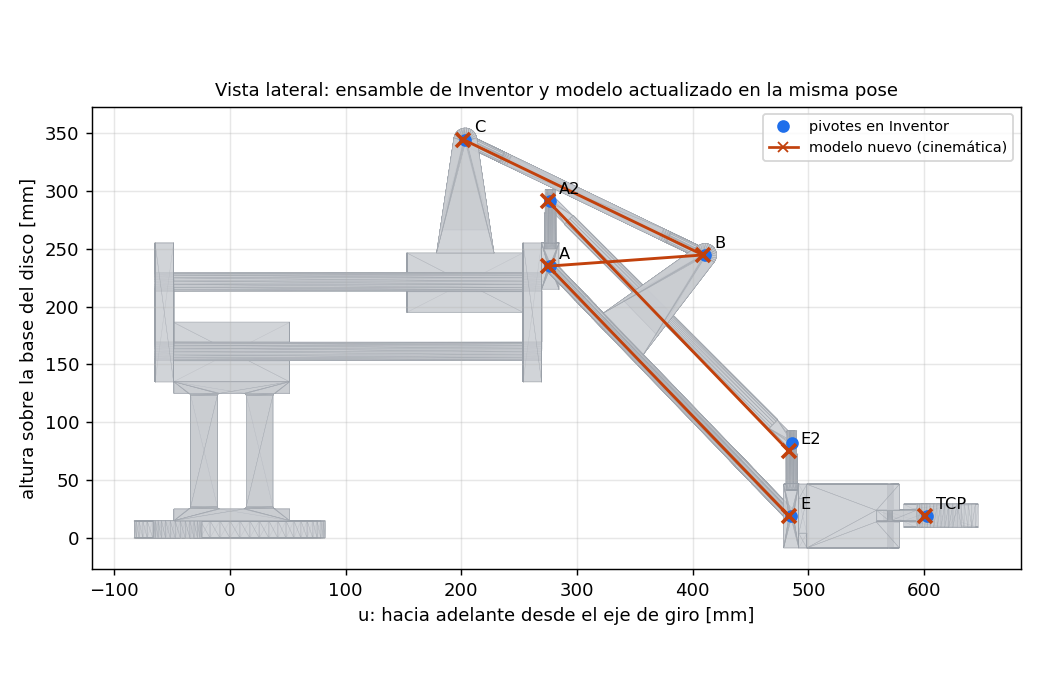 Vista lateral: ensamble de Inventor y modelo actualizado en la misma pose
altura sobre la base del disco [mm]
350
300
250
200
150
100
50
0
C
A2
A
B
E2
E
TCP
pivotes en Inventor
modelo nuevo (cinemática)
−100
0
100
200
300
400
500
600
u: hacia adelante desde el eje de giro [mm]